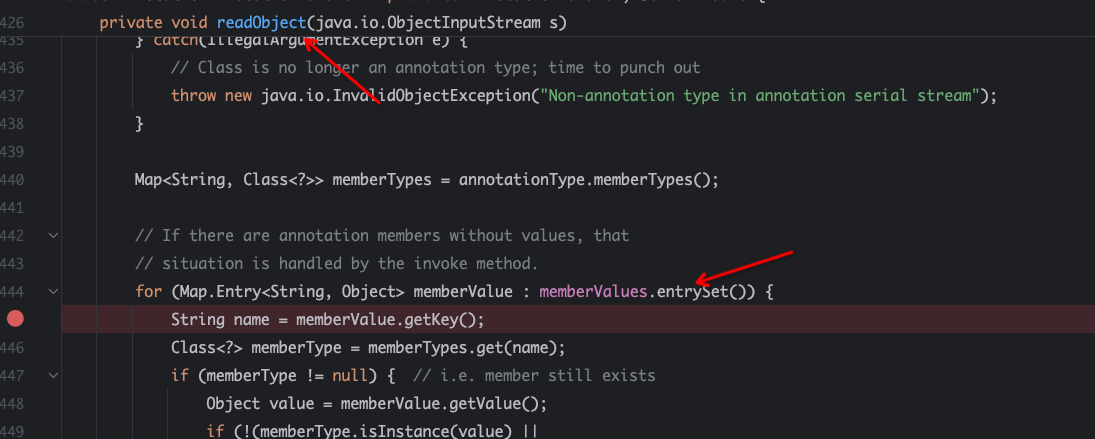 426 private void readObject(java.io.ObjectInputStream s)
435 } catch(IllegalArgumentException e) {
436 // Class is no longer an annotation type; time to punch out
437 throw new java.io.InvalidObjectException("Non-annotation type in annotation serial stream");
438 }
439
440 Map<String, Class<?>> memberTypes = annotationType.memberTypes();
441
442 // If there are annotation members without values, that
443 // situation is handled by the invoke method.
444 for (Map.Entry<String, Object> memberValue : memberValues.entrySet()) {
String name = memberValue.getKey();
446 Class<?> memberType = memberTypes.get(name);
447 if (memberType != null) { // i.e. member still exists
448 Object value = memberValue.getValue();
449 if (!(memberType.isInstance(value) ||